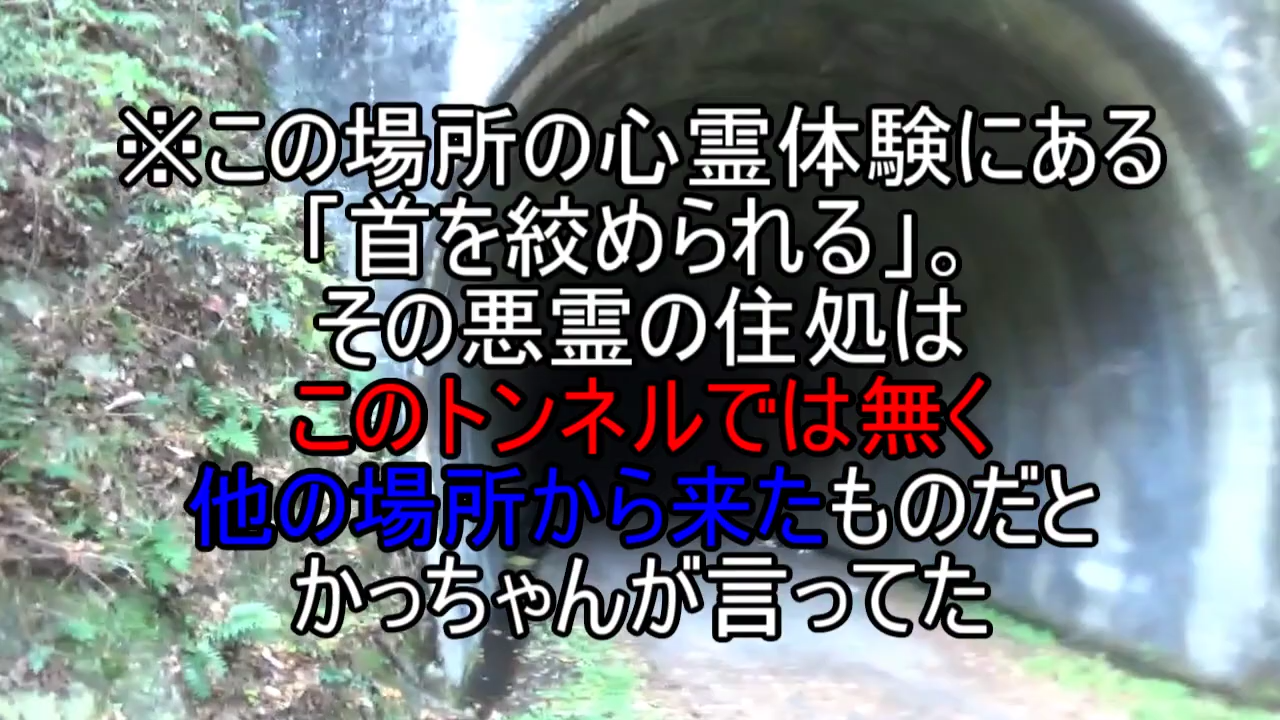 ※この場所の心霊体験にある
「首を絞められる」。
その悪霊の住処は
このトンネルでは無く
他の場所から来たものだと
かっちゃんが言ってた